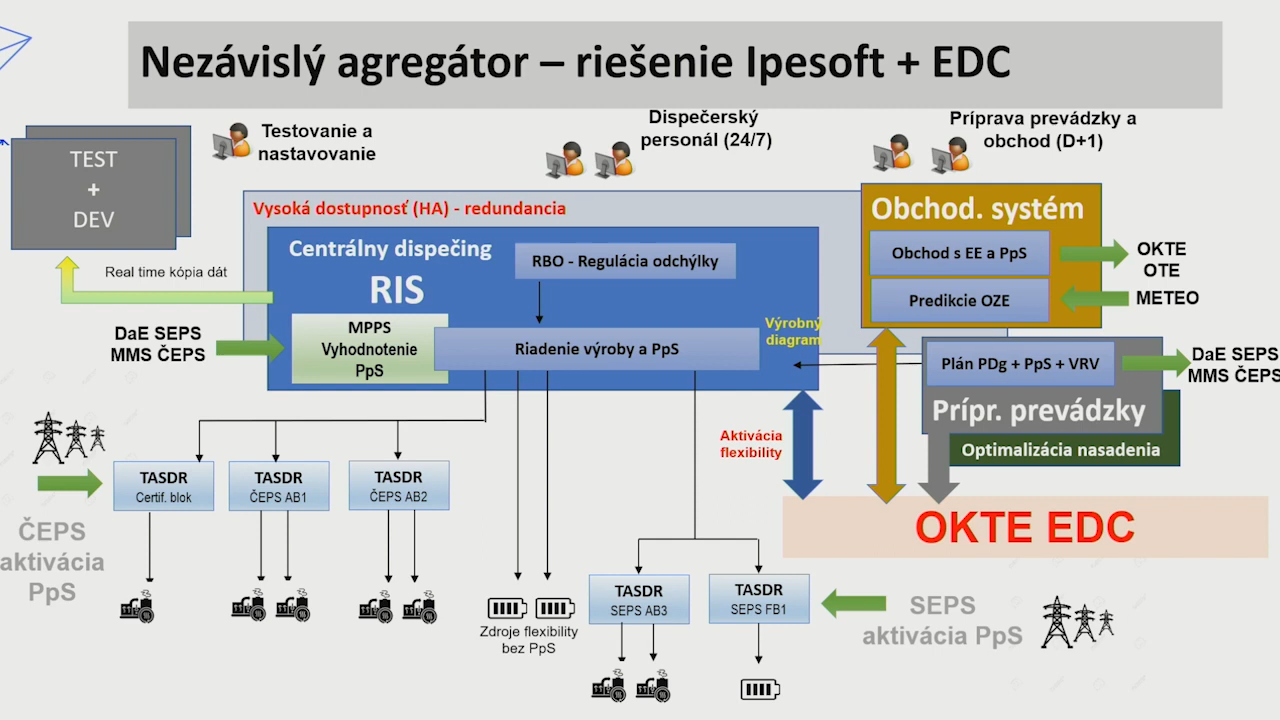 Nezávislý agregátor – riešenie Ipesoft + EDC
Testovanie a
nastavovanie
Dispečerský
personál (24/7)
Príprava prevádzky a
obchod (D+1)
TEST
+
DEV
Real time kópia dát
Vysoká dostupnosť (HA) - redundancia
Centrálny dispečing
RIS
RBO - Regulácia odchýlky
MPPS
Vyhodnotenie
PpS
Riadenie výroby a PpS
Výrobný
diagram
DaE SEPS
MMS ČEPS
Obchod. systém
Obchod s EE a PpS
Predikcie OZE
OKTE
OTE
METEO
Plán PDg + PpS + VRV
Prípr. prevádzky
Optimalizácia nasadenia
DaE SEPS
MMS ČEPS
Aktivácia
flexibility
OKTE EDC
ČEPS
aktivácia
PpS
TASDR
Certif. blok
TASDR
ČEPS AB1
TASDR
ČEPS AB2
Zdroje flexibility
bez PpS
TASDR
SEPS AB3
TASDR
SEPS FB1
SEPS
aktivácia PpS